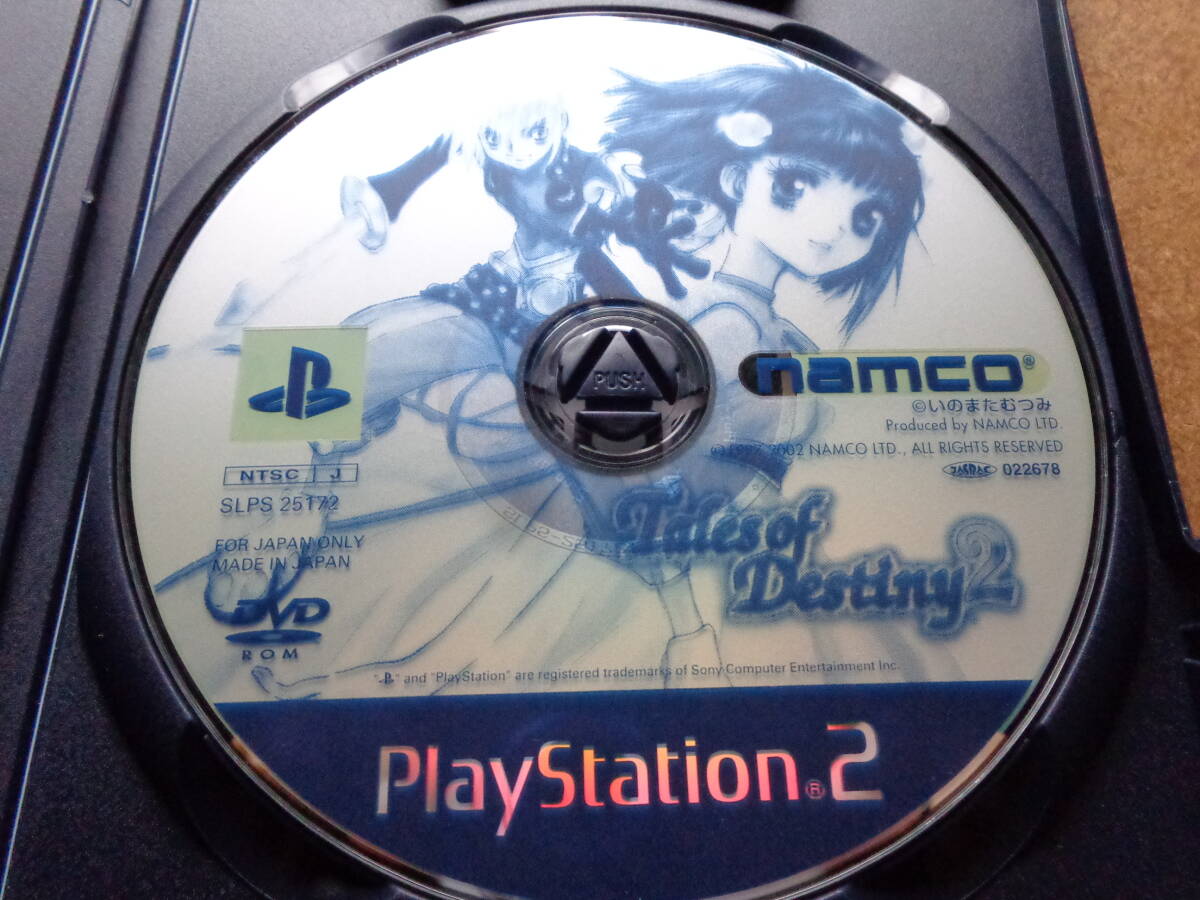 PUSH
namco®
©いのまたむつみ
Produced by NAMCO LTD.
©1997 2002 NAMCO LTD., ALL RIGHTS RESERVED
JASRAC 022678
NTSC J
SLPS 25172
FOR JAPAN ONLY
MADE IN JAPAN
DVD
ROM
Tales of
Destiny 2
" " and "PlayStation" are registered trademarks of Sony Computer Entertainment Inc.
PlayStation®2